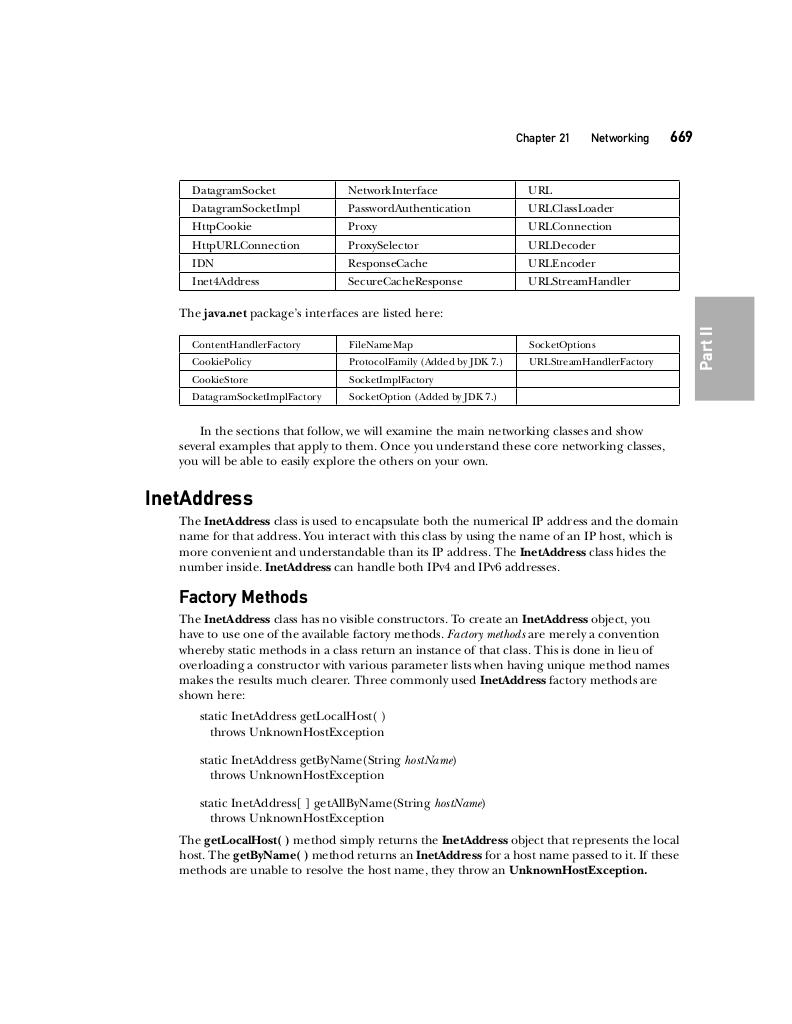 Chapter 21 Networking 669
DatagramSocket NetworkInterface URL
DatagramSocketImpl PasswordAuthentication URLClassLoader
HttpCookie Proxy URLConnection
HttpURLConnection ProxySelector URLDecoder
IDN ResponseCache URLEncoder
Inet4Address SecureCacheResponse URLStreamHandler
The java.net package's interfaces are listed here:
ContentHandlerFactory FileNameMap SocketOptions
CookiePolicy ProtocolFamily (Added by JDK 7.) URLStreamHandlerFactory
CookieStore SocketImplFactory
DatagramSocketImplFactory SocketOption (Added by JDK 7.)
Part II
In the sections that follow, we will examine the main networking classes and show
several examples that apply to them. Once you understand these core networking classes,
you will be able to easily explore the others on your own.
InetAddress
The InetAddress class is used to encapsulate both the numerical IP address and the domain
name for that address. You interact with this class by using the name of an IP host, which is
more convenient and understandable than its IP address. The InetAddress class hides the
number inside. InetAddress can handle both IPv4 and IPv6 addresses.
Factory Methods
The InetAddress class has no visible constructors. To create an InetAddress object, you
have to use one of the available factory methods. Factory methods are merely a convention
whereby static methods in a class return an instance of that class. This is done in lieu of
overloading a constructor with various parameter lists when having unique method names
makes the results much clearer. Three commonly used InetAddress factory methods are
shown here:
static InetAddress getLocalHost( )
throws UnknownHostException
static InetAddress getByName(String hostName)
throws UnknownHostException
static InetAddress[ ] getAllByName(String hostName)
throws UnknownHostException
The getLocalHost( ) method simply returns the InetAddress object that represents the local
host. The getByName( ) method returns an InetAddress for a host name passed to it. If these
methods are unable to resolve the host name, they throw an UnknownHostException.